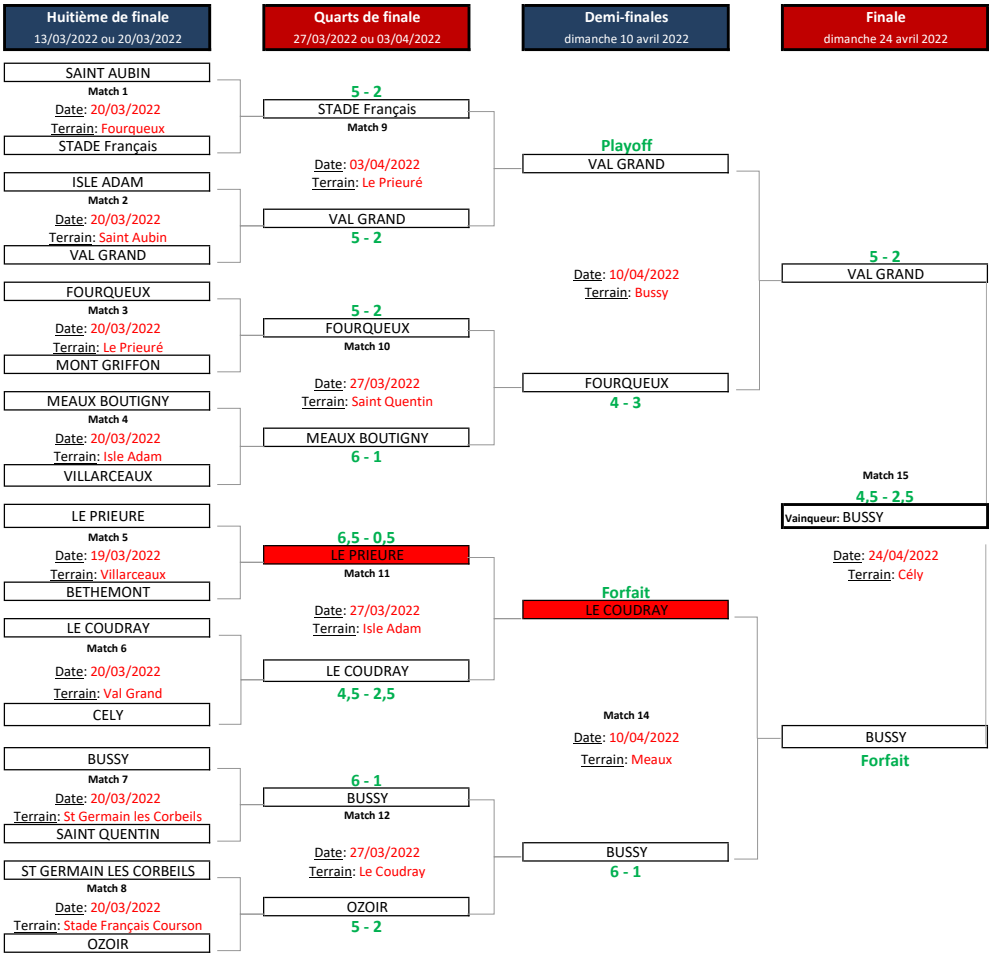 Huitième de finale
13/03/2022 ou 20/03/2022
Quarts de finale
27/03/2022 ou 03/04/2022
Demi-finales
dimanche 10 avril 2022
Finale
dimanche 24 avril 2022
SAINT AUBIN
Match 1
Date: 20/03/2022
Terrain: Fourqueux
STADE Français
ISLE ADAM
Match 2
Date: 20/03/2022
Terrain: Saint Aubin
VAL GRAND
FOURQUEUX
Match 3
Date: 20/03/2022
Terrain: Le Prieuré
MONT GRIFFON
MEAUX BOUTIGNY
Match 4
Date: 20/03/2022
Terrain: Isle Adam
VILLARCEAUX
LE PRIEURE
Match 5
Date: 19/03/2022
Terrain: Villarceaux
BETHEMONT
LE COUDRAY
Match 6
Date: 20/03/2022
Terrain: Val Grand
CELY
BUSSY
Match 7
Date: 20/03/2022
Terrain: St Germain les Corbeils
SAINT QUENTIN
ST GERMAIN LES CORBEILS
Match 8
Date: 20/03/2022
Terrain: Stade Français Courson
OZOIR
5 - 2
STADE Français
Match 9
Date: 03/04/2022
Terrain: Le Prieuré
VAL GRAND
5 - 2
5 - 2
FOURQUEUX
Match 10
Date: 27/03/2022
Terrain: Saint Quentin
MEAUX BOUTIGNY
6 - 1
6,5 - 0,5
LE PRIEURE
Match 11
Date: 27/03/2022
Terrain: Isle Adam
LE COUDRAY
4,5 - 2,5
6 - 1
BUSSY
Match 12
Date: 27/03/2022
Terrain: Le Coudray
OZOIR
5 - 2
Playoff
VAL GRAND
Date: 10/04/2022
Terrain: Bussy
FOURQUEUX
4 - 3
Forfait
LE COUDRAY
Match 14
Date: 10/04/2022
Terrain: Meaux
BUSSY
6 - 1
5 - 2
VAL GRAND
Match 15
4,5 - 2,5
Vainqueur: BUSSY
Date: 24/04/2022
Terrain: Cély
BUSSY
Forfait